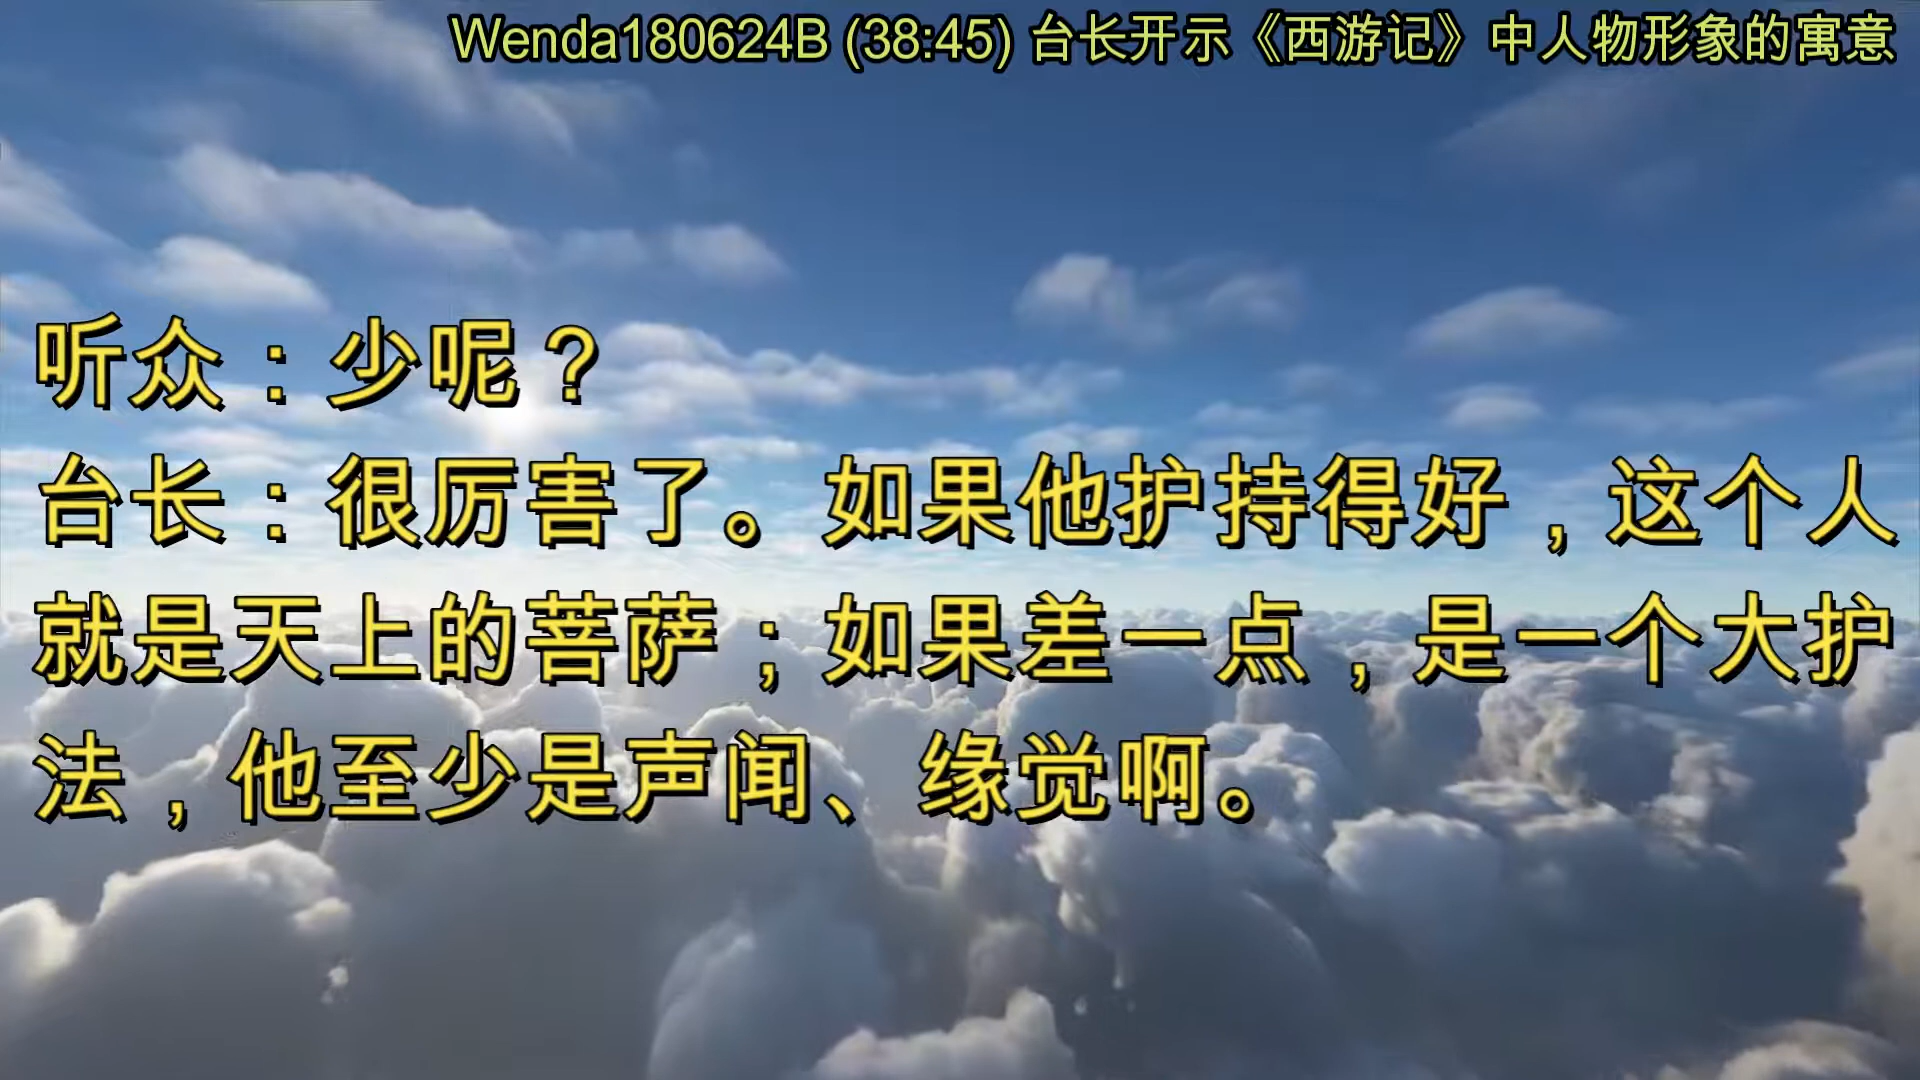 Wenda180624B (38:45) 台长开示《西游记》中人物形象的寓意
听众：少呢？
台长：很厉害了。如果他护持得好，这个人
就是天上的菩萨；如果差一点，是一个大护
法，他至少是声闻、缘觉啊。